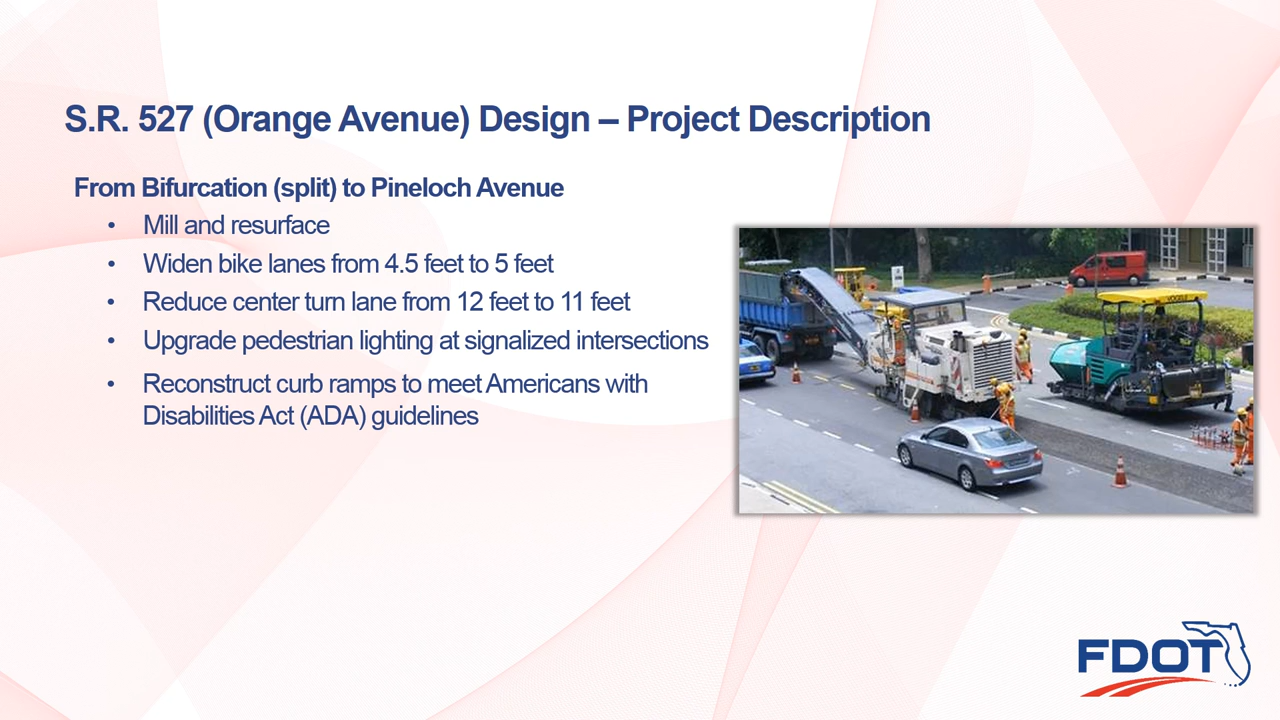 S.R. 527 (Orange Avenue) Design – Project Description
From Bifurcation (split) to Pineloch Avenue
• Mill and resurface
• Widen bike lanes from 4.5 feet to 5 feet
• Reduce center turn lane from 12 feet to 11 feet
• Upgrade pedestrian lighting at signalized intersections
• Reconstruct curb ramps to meet Americans with
Disabilities Act (ADA) guidelines
VÖGELE
FDOT